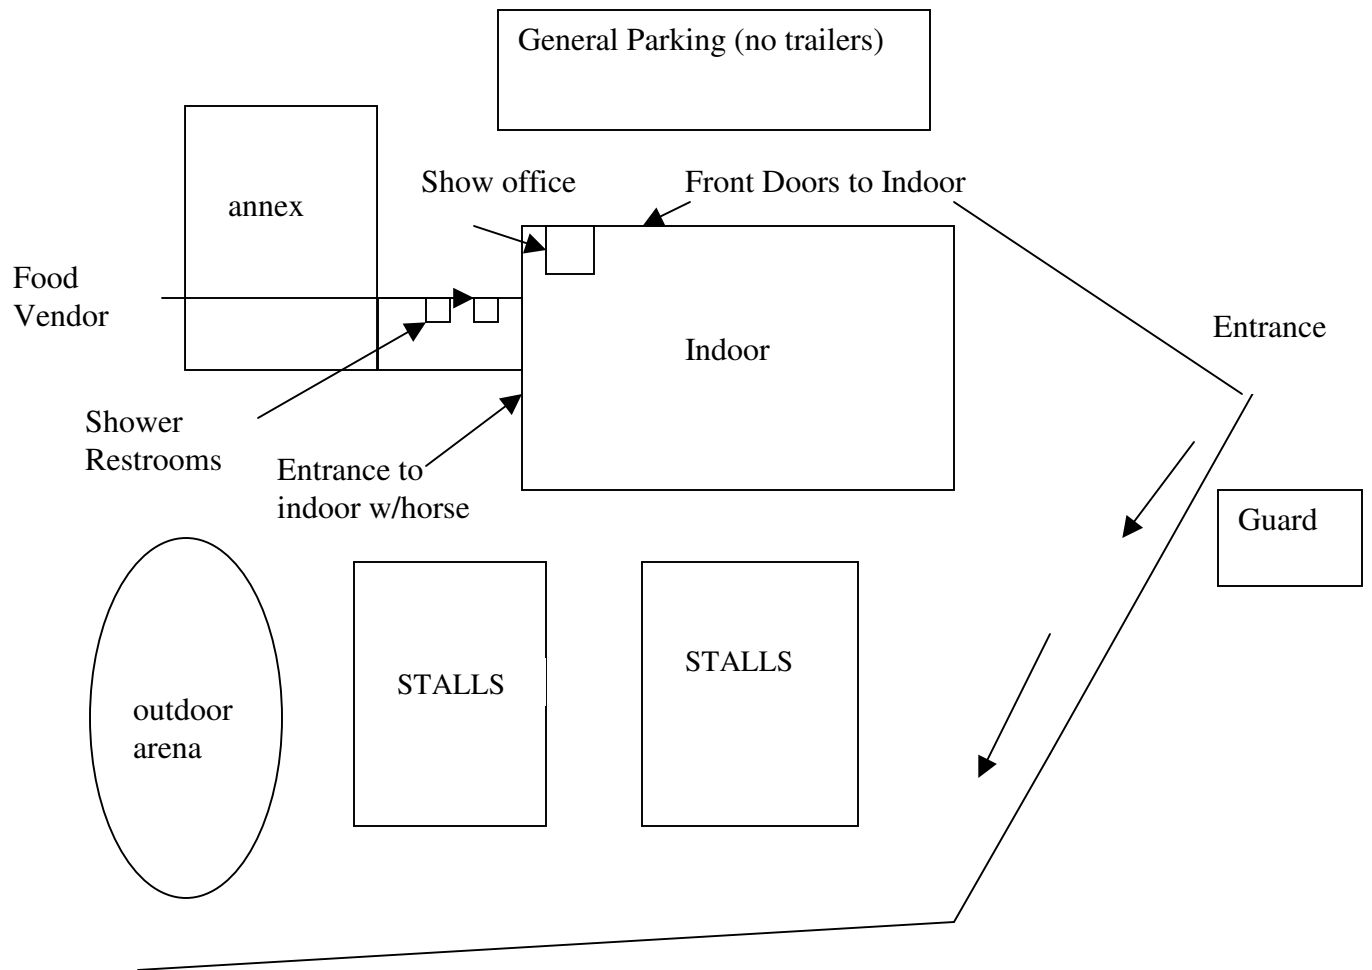 General Parking (no trailers)
Show office
Front Doors to Indoor
annex
Food
Vendor
Entrance
Indoor
Shower
Restrooms
Entrance to
indoor w/horse
Guard
outdoor
arena
STALLS
STALLS